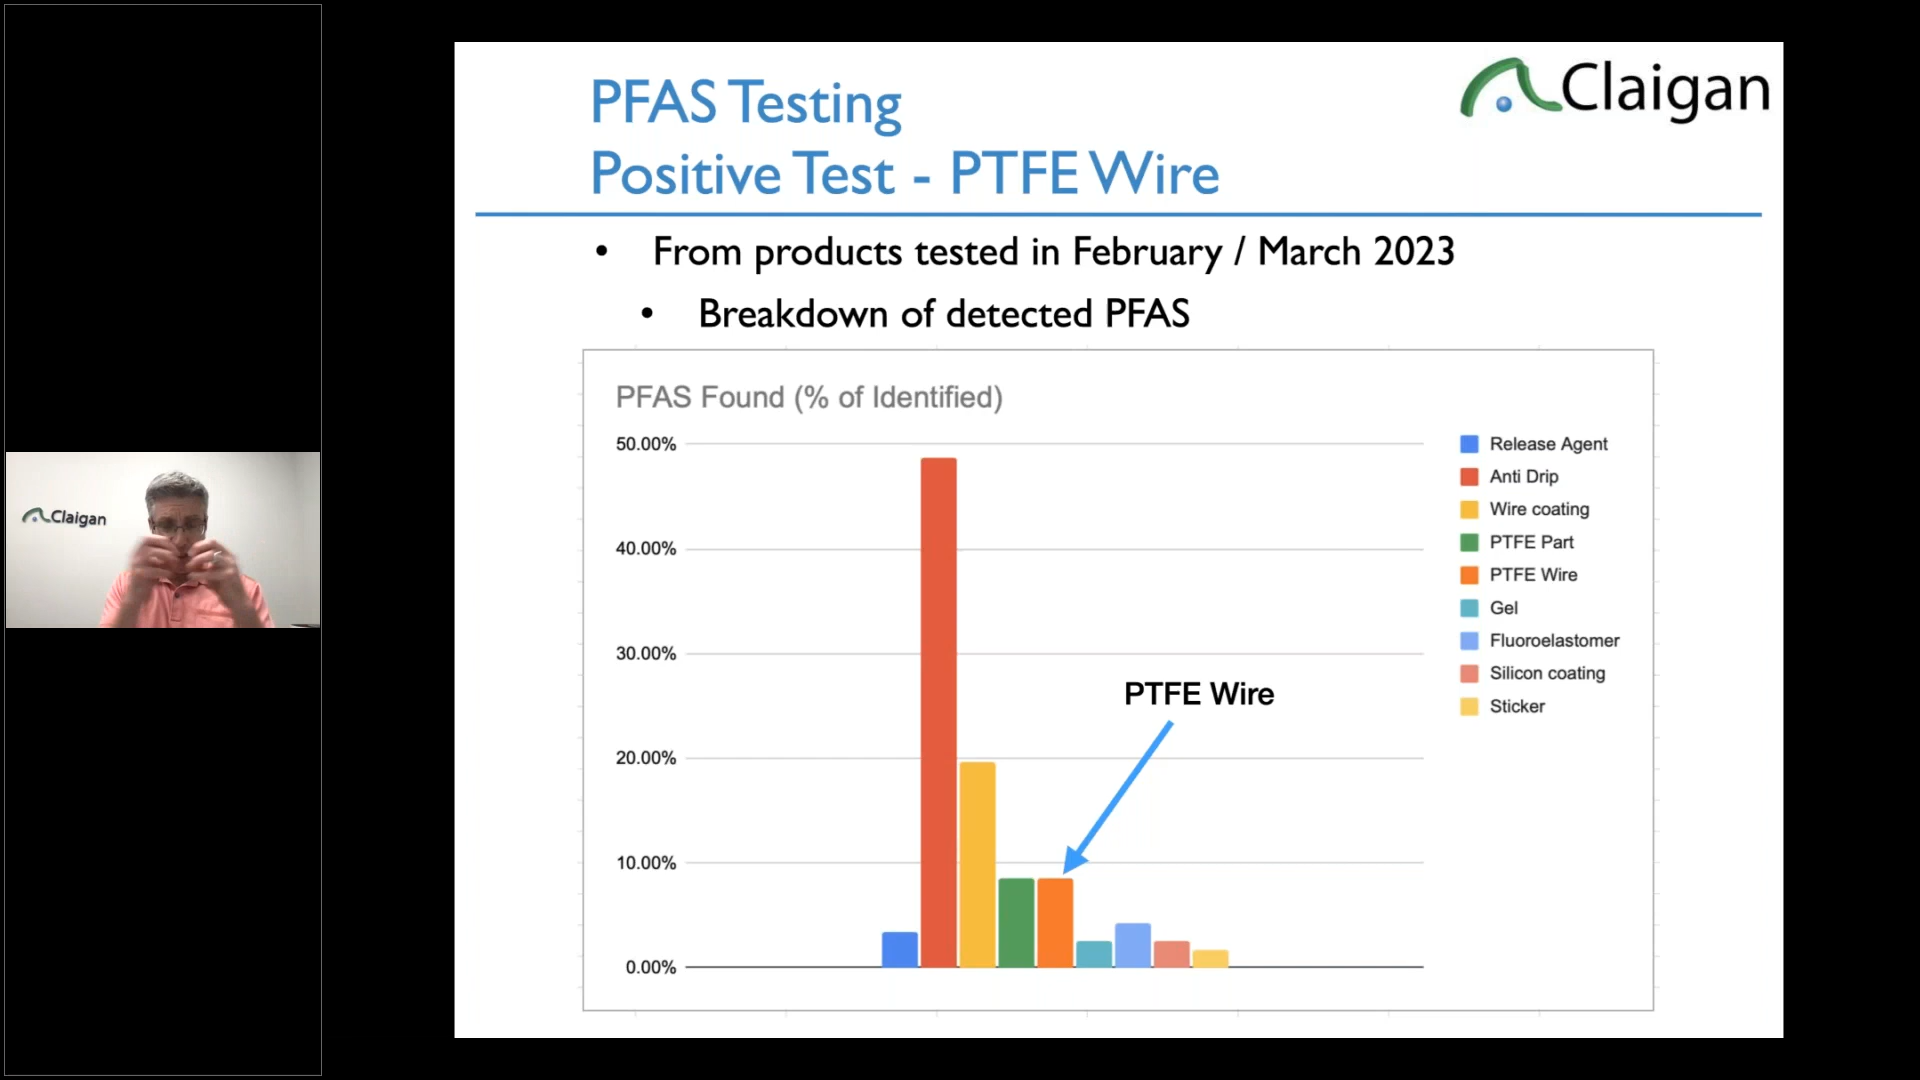 Claigan
PFAS Testing
Positive Test - PTFE Wire
Claigan
• From products tested in February / March 2023
• Breakdown of detected PFAS
PFAS Found (% of Identified)
50.00%
40.00%
30.00%
20.00%
10.00%
0.00%
PTFE Wire
Release Agent
Anti Drip
Wire coating
PTFE Part
PTFE Wire
Gel
Fluoroelastomer
Silicon coating
Sticker